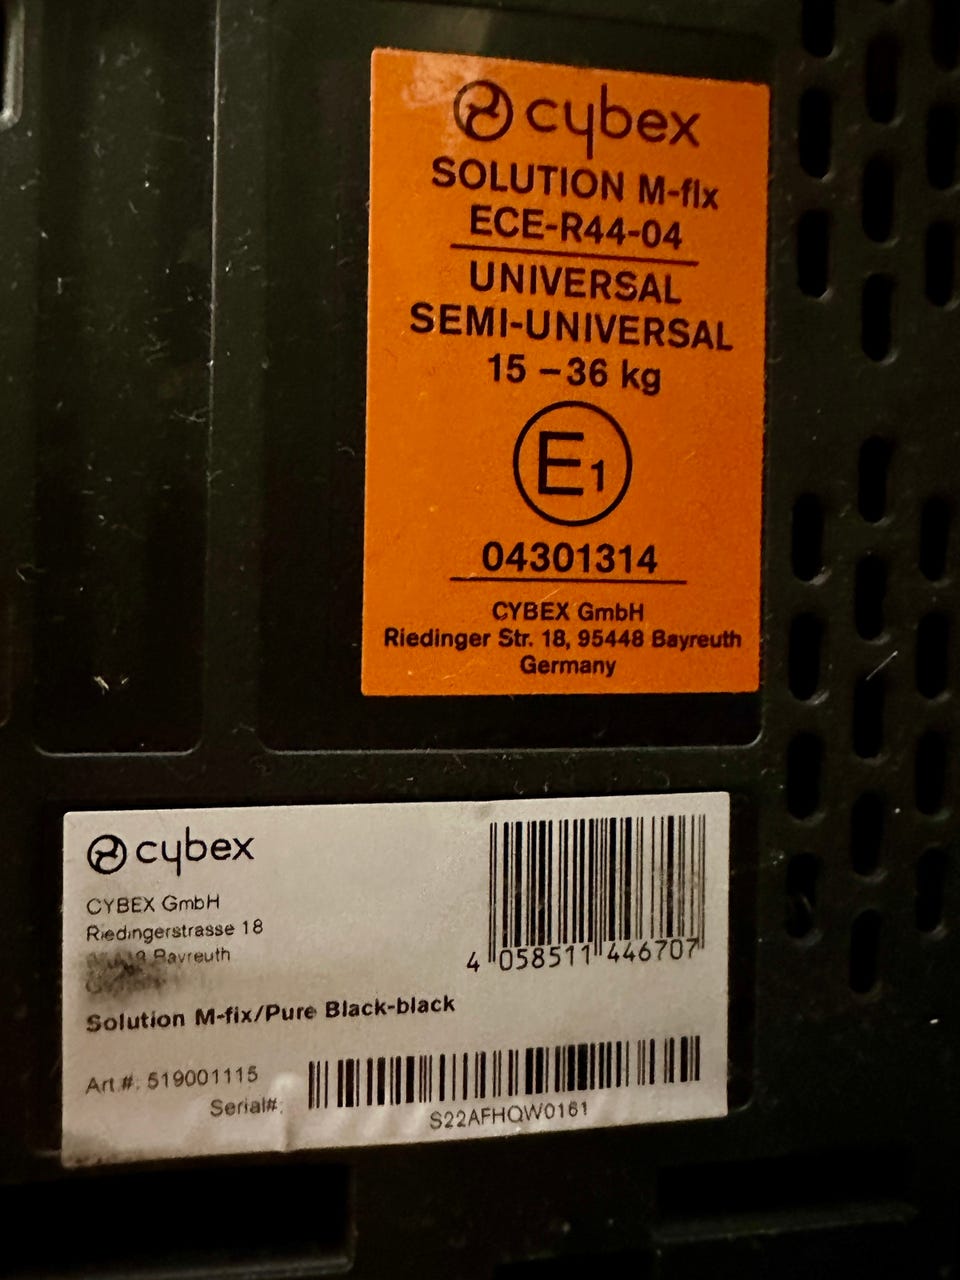 cybex
SOLUTION M-fix
ECE-R44-04
UNIVERSAL
SEMI-UNIVERSAL
15 – 36 kg
E1
04301314
CYBEX GmbH
Riedinger Str. 18, 95448 Bayreuth
Germany
cybex
CYBEX GmbH
Riedingerstrasse 18
Bayreuth
Solution M-fix/Pure Black-black
Art.#: 519001115
Serial#:
S22AFHQW0161
4 058511 446707